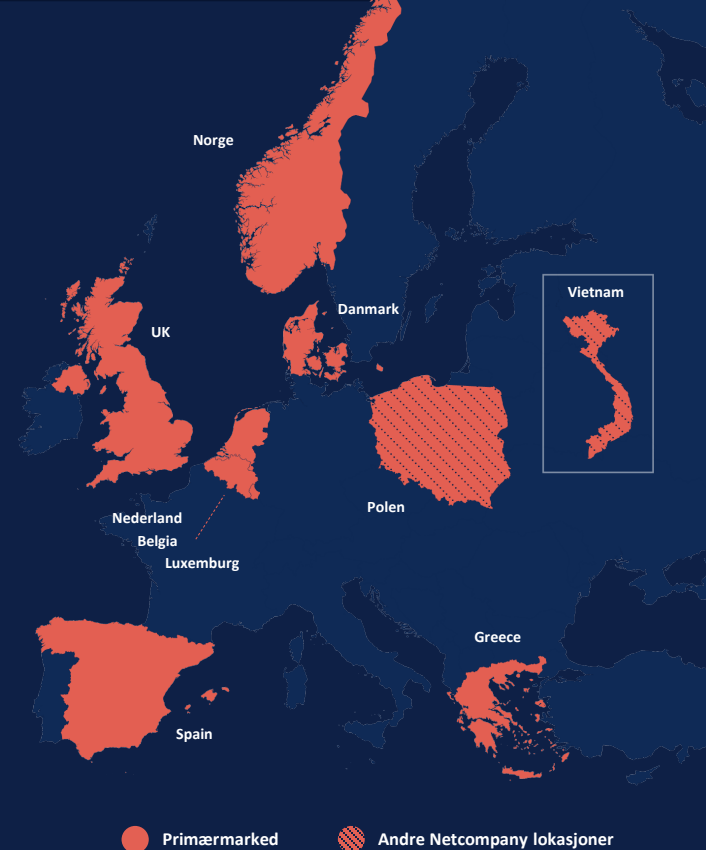 Norge
Vietnam
Danmark
UK
Polen
Nederland
Belgia
Luxemburg
Greece
Spain
Primærmarked
Andre Netcompany lokasjoner